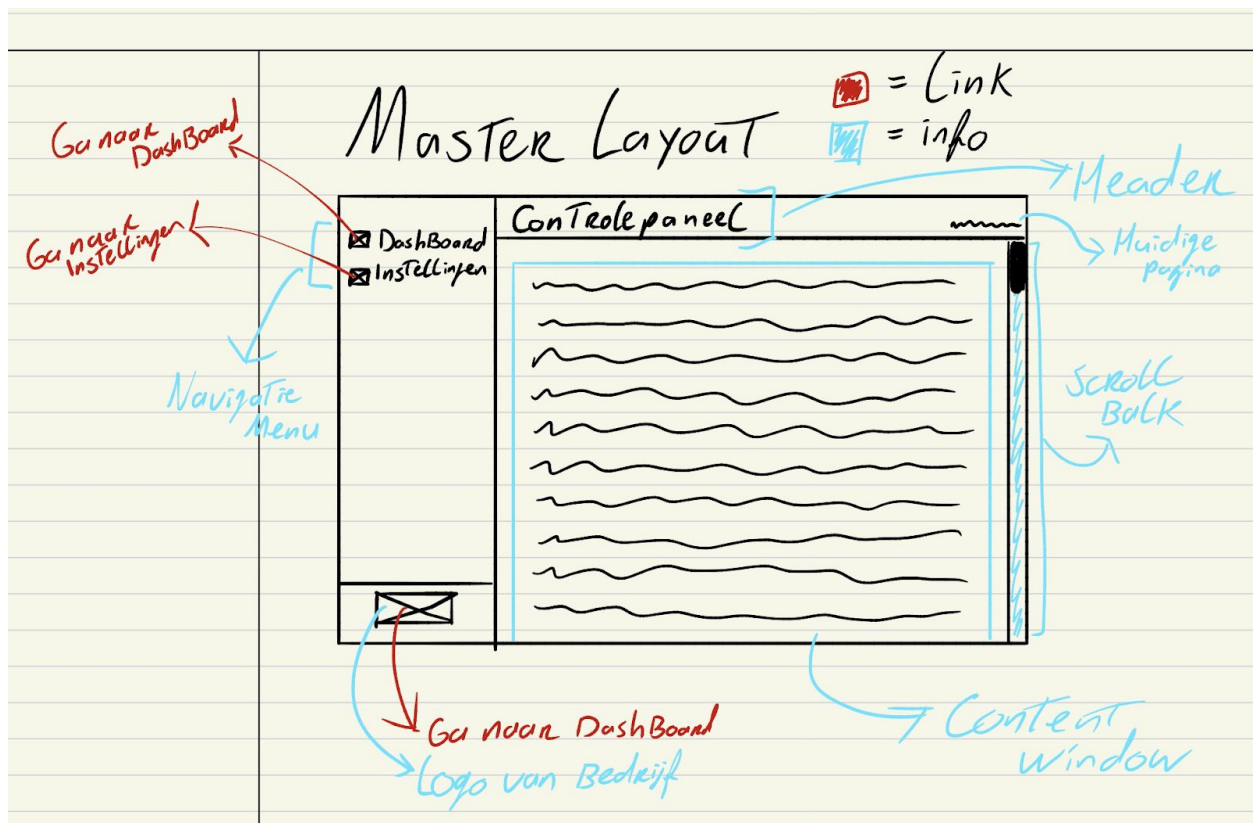 Master Layout
= Link
= info
Ga naar
DashBoard
Ga naar
Instellingen
Navigatie
Menu
DashBoard
Instellingen
Controlepaneel
Header
Huidige
pagina
Scroll
Balk
Ga naar DashBoard
Logo van Bedrijf
Content
Window